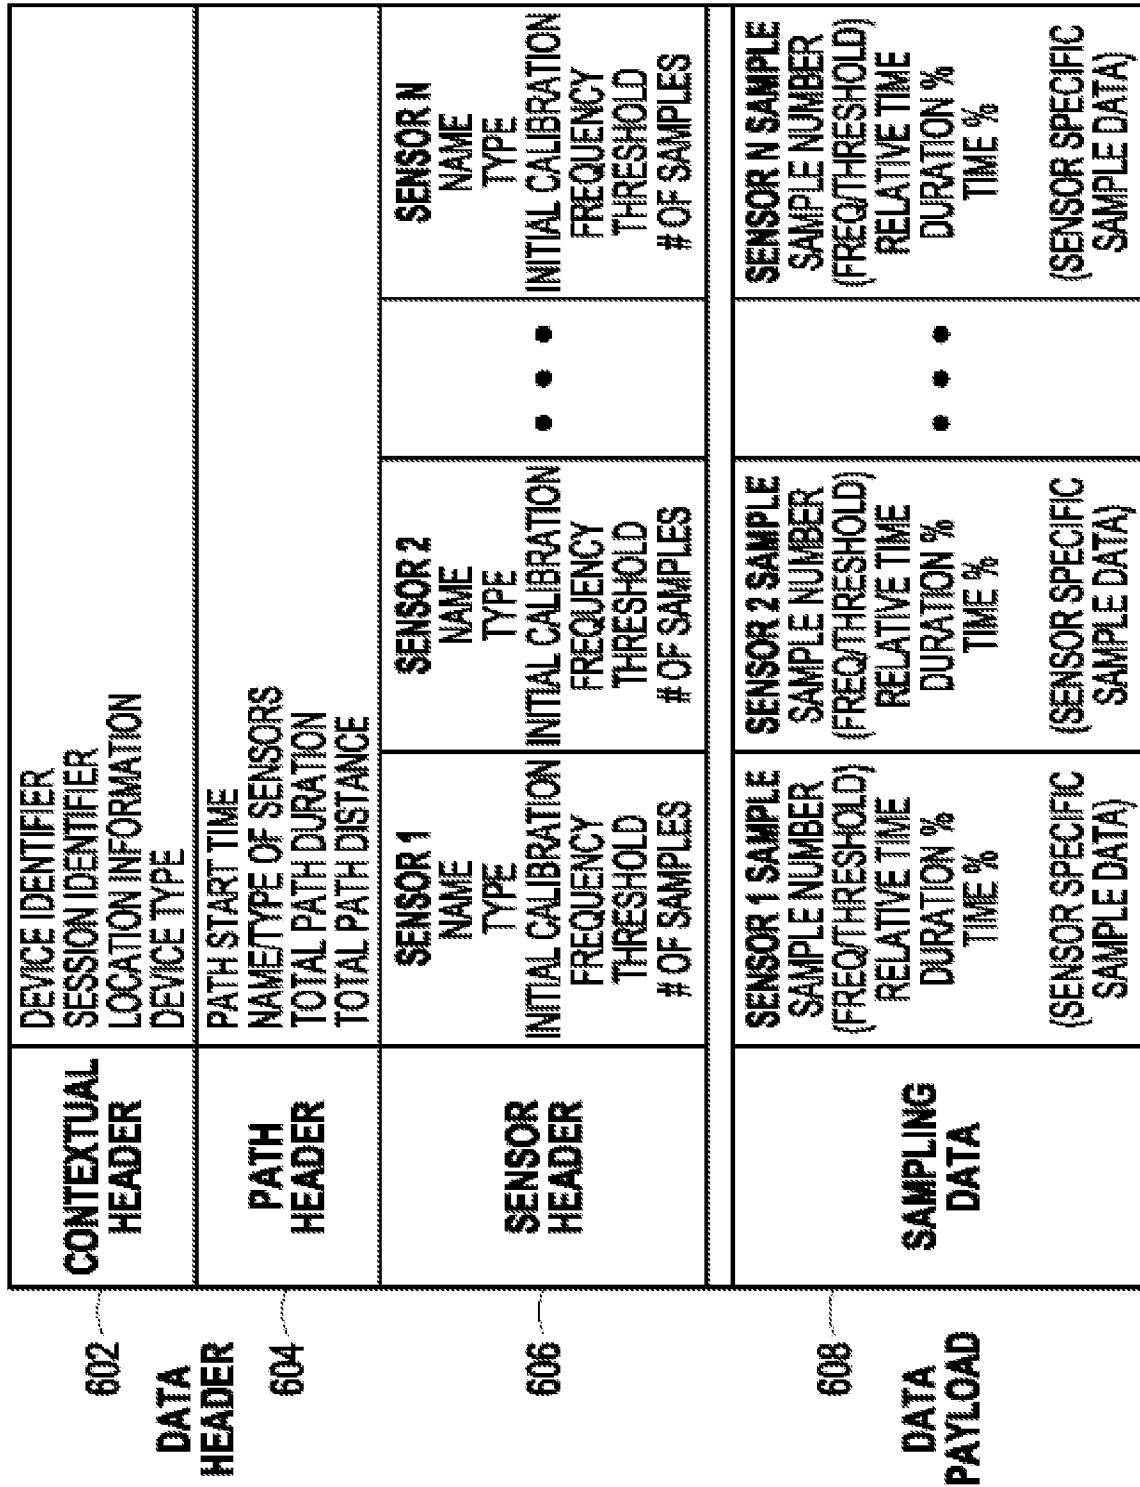 DATA
HEADER
602
CONTEXTUAL
HEADER
DEVICE IDENTIFIER
SESSION IDENTIFIER
LOCATION INFORMATION
DEVICE TYPE
604
PATH
HEADER
PATH START TIME
NAME/TYPE OF SENSORS
TOTAL PATH DURATION
TOTAL PATH DISTANCE
606
SENSOR
HEADER
SENSOR 1
NAME
TYPE
INITIAL CALIBRATION
FREQUENCY
THRESHOLD
# OF SAMPLES
SENSOR 2
NAME
TYPE
INITIAL CALIBRATION
FREQUENCY
THRESHOLD
# OF SAMPLES
• • •
SENSOR N
NAME
TYPE
INITIAL CALIBRATION
FREQUENCY
THRESHOLD
# OF SAMPLES
DATA
PAYLOAD
608
SAMPLING
DATA
SENSOR 1 SAMPLE
SAMPLE NUMBER
(FREQ/THRESHOLD)
RELATIVE TIME
DURATION %
TIME %
(SENSOR SPECIFIC
SAMPLE DATA)
SENSOR 2 SAMPLE
SAMPLE NUMBER
(FREQ/THRESHOLD)
RELATIVE TIME
DURATION %
TIME %
(SENSOR SPECIFIC
SAMPLE DATA)
• • •
SENSOR N SAMPLE
SAMPLE NUMBER
(FREQ/THRESHOLD)
RELATIVE TIME
DURATION %
TIME %
(SENSOR SPECIFIC
SAMPLE DATA)